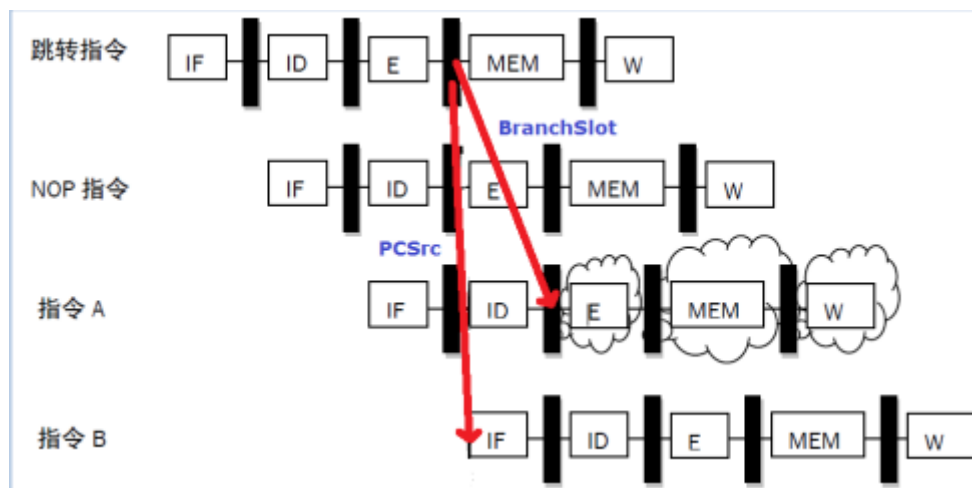 跳转指令 IF ID E MEM W
BranchSlot
NOP 指令 IF ID E MEM W
PCSrc
指令 A IF ID E MEM W
指令 B IF ID E MEM W